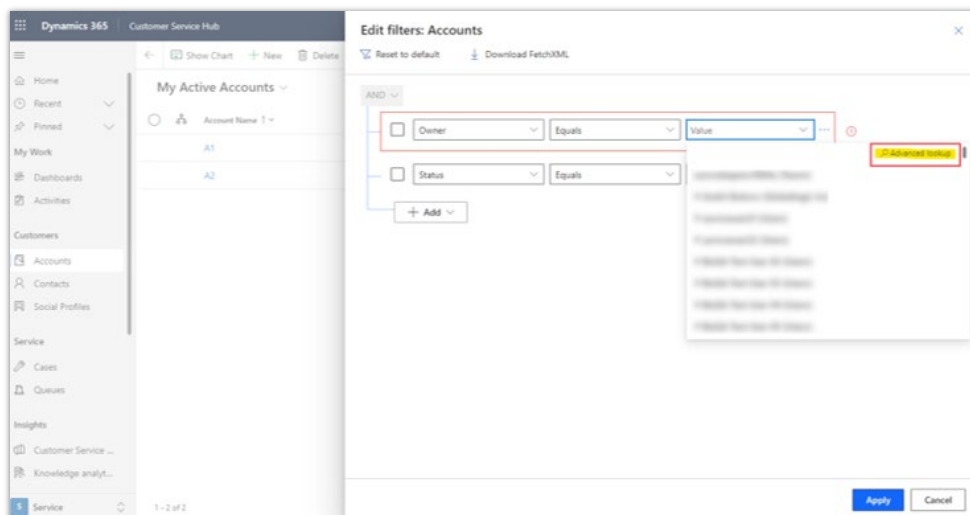 Dynamics 365 Customer Service Hub
Home
Recent
Pinned
My Work
Dashboards
Activities
Customers
Accounts
Contacts
Social Profiles
Service
Cases
Queues
Insights
Customer Service ...
Knowledge analyt...
S Service
Show Chart New Delete
My Active Accounts
Account Name ↑
A1
A2
1 - 2 of 2
Edit filters: Accounts
Reset to default Download FetchXML
AND
Owner Equals Value ...
Advanced lookup
Status Equals
+ Add
Apply Cancel